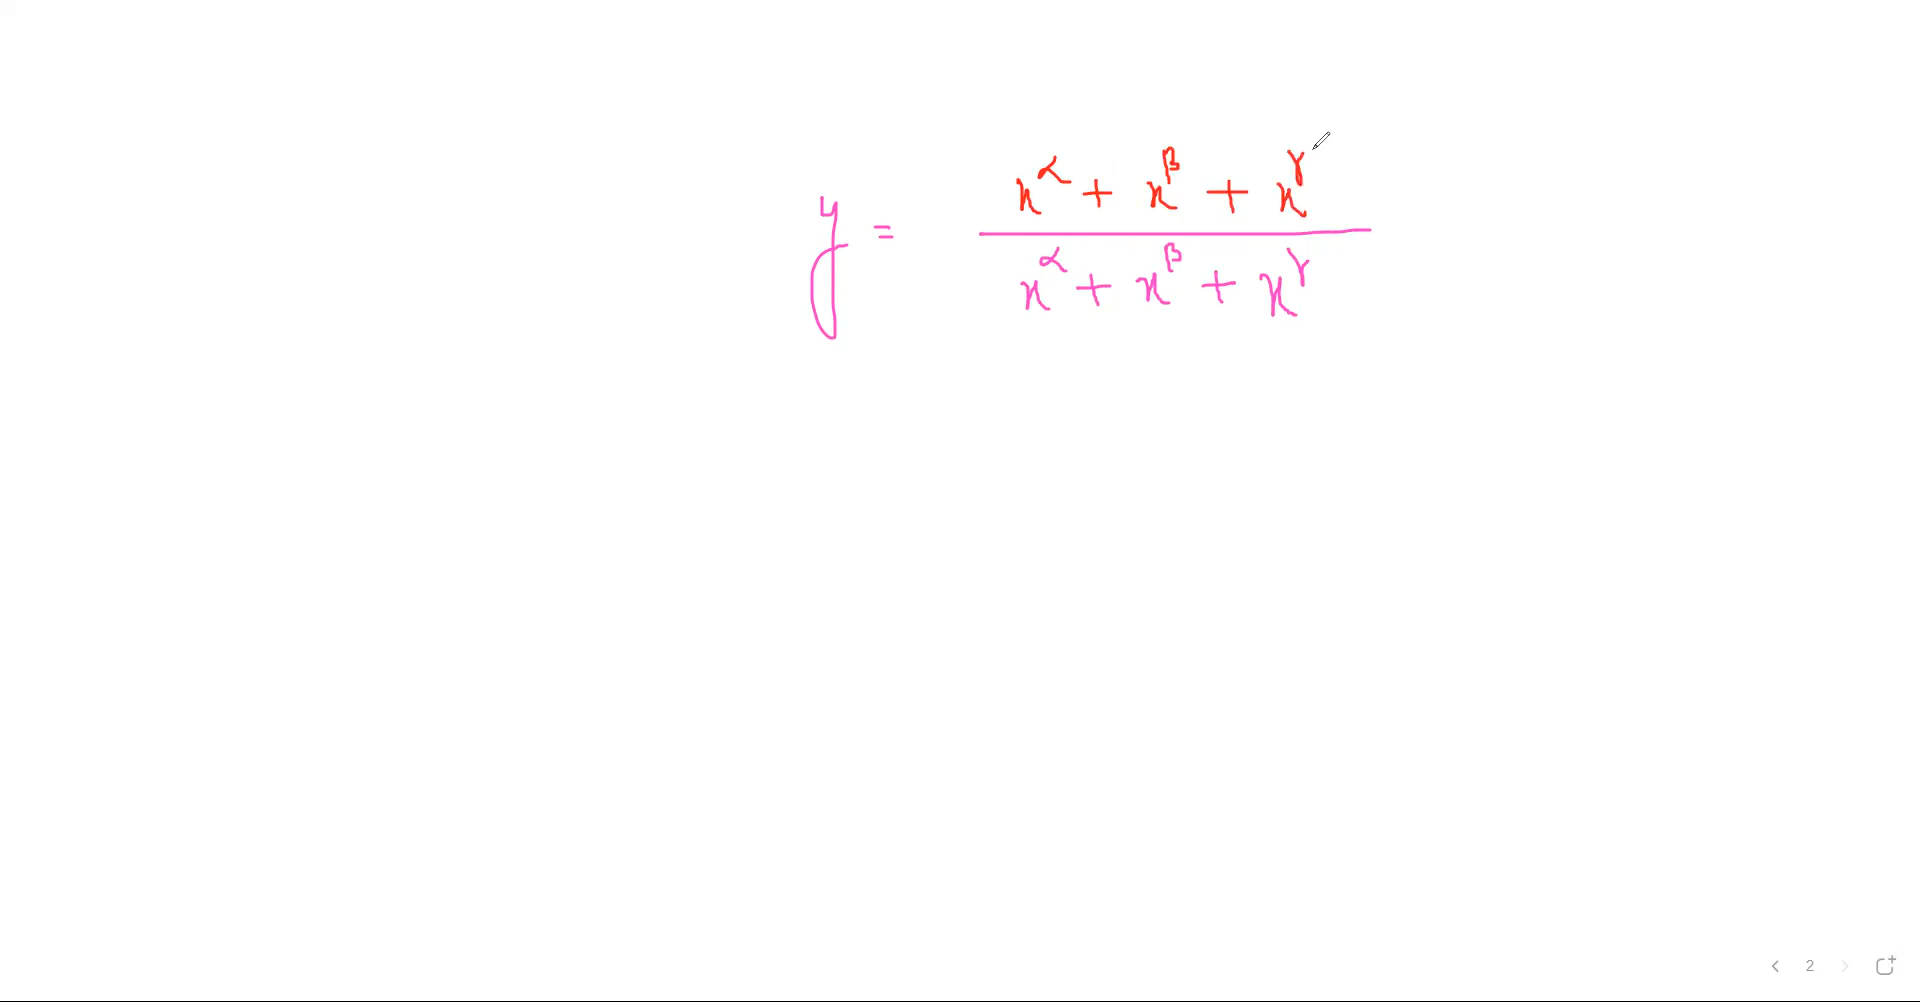 y = (x^α + x^β + x^γ) / (x^α + x^β + x^γ)
2